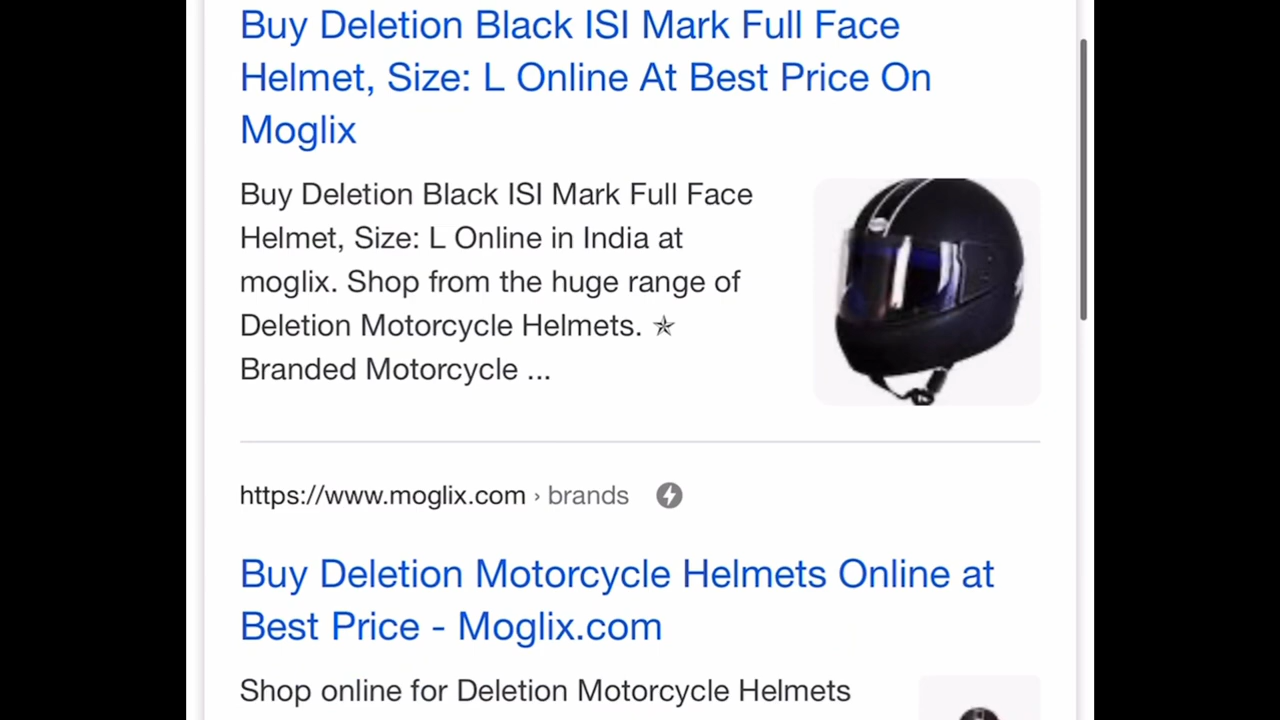 Buy Deletion Black ISI Mark Full Face
Helmet, Size: L Online At Best Price On
Moglix
Buy Deletion Black ISI Mark Full Face
Helmet, Size: L Online in India at
moglix. Shop from the huge range of
Deletion Motorcycle Helmets. ✯
Branded Motorcycle ...
https://www.moglix.com › brands
Buy Deletion Motorcycle Helmets Online at
Best Price - Moglix.com
Shop online for Deletion Motorcycle Helmets